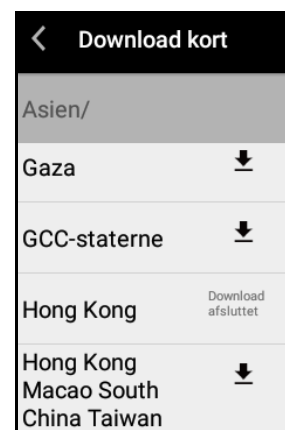 Download kort
Asien/
Gaza
GCC-staterne
Hong Kong
Download
afsluttet
Hong Kong
Macao South
China Taiwan